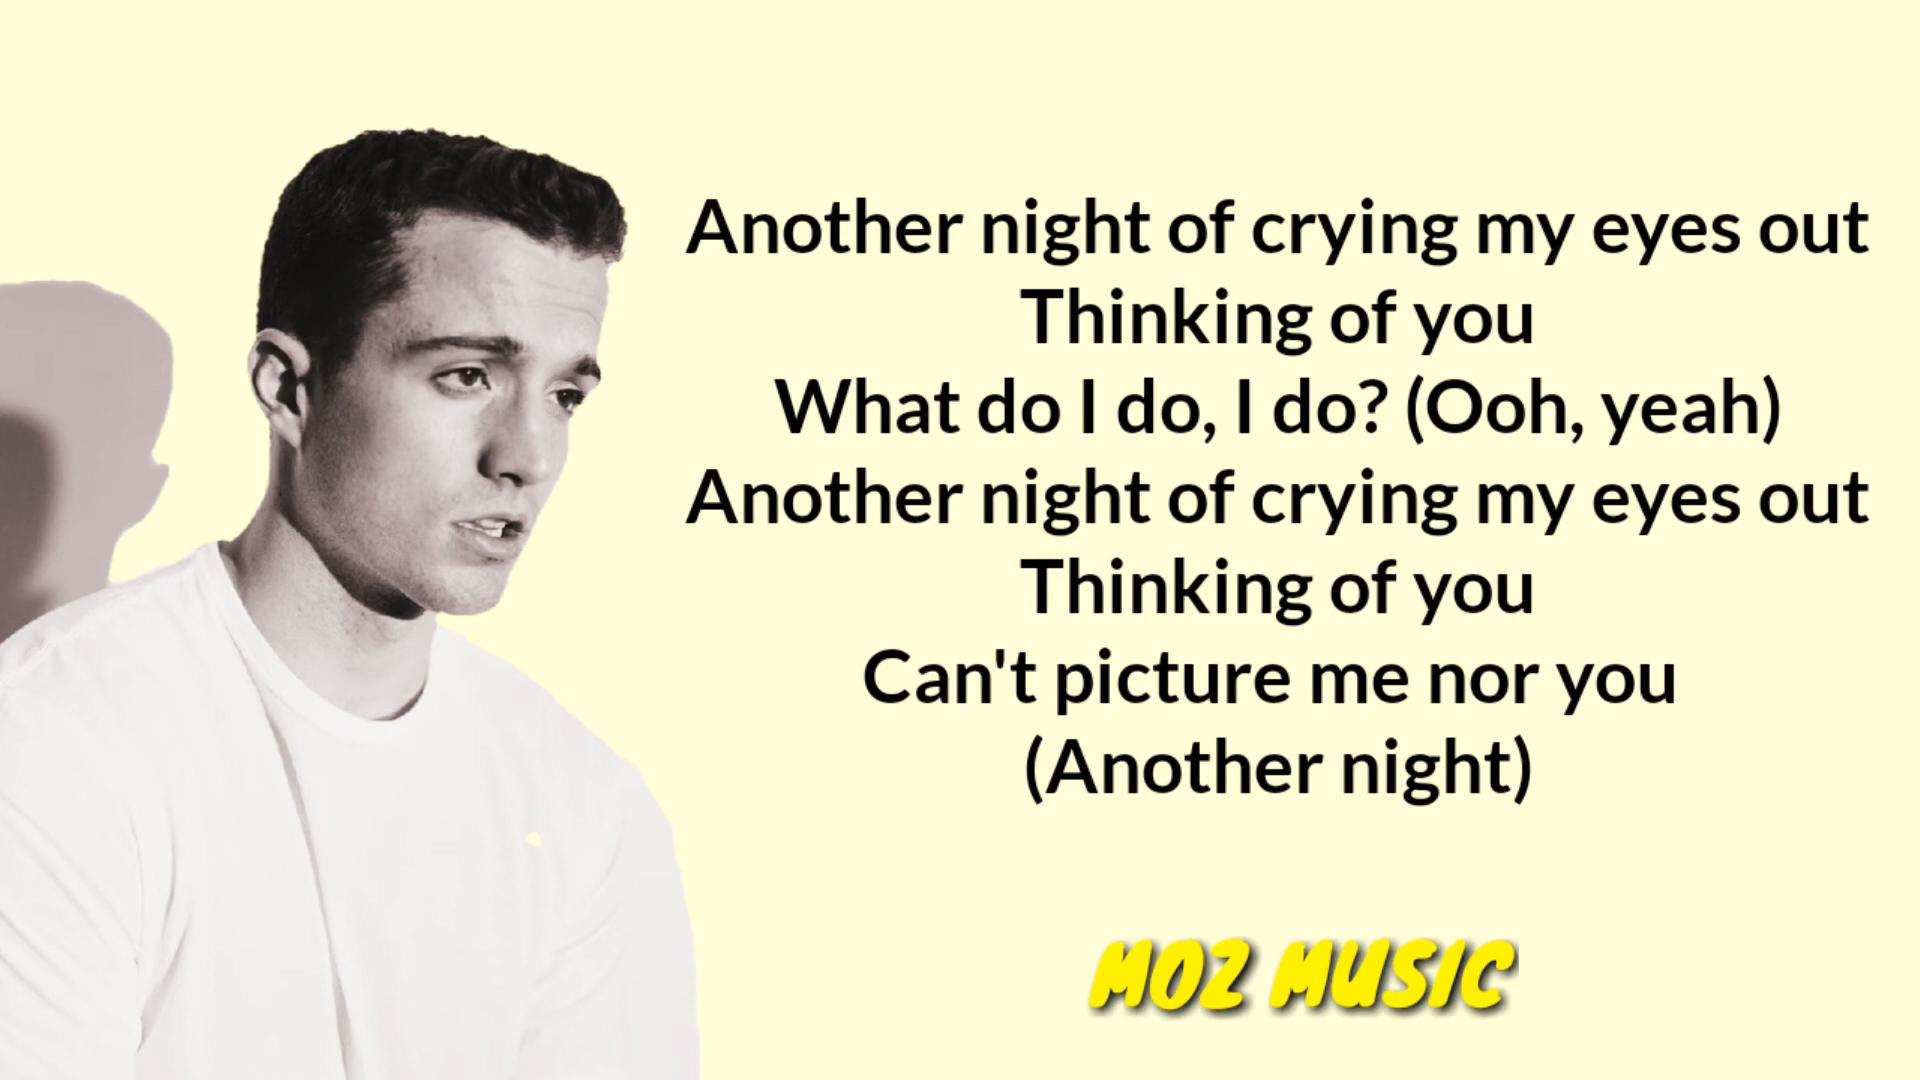 Another night of crying my eyes out
Thinking of you
What do I do, I do? (Ooh, yeah)
Another night of crying my eyes out
Thinking of you
Can't picture me nor you
(Another night)
MOZ MUSIC